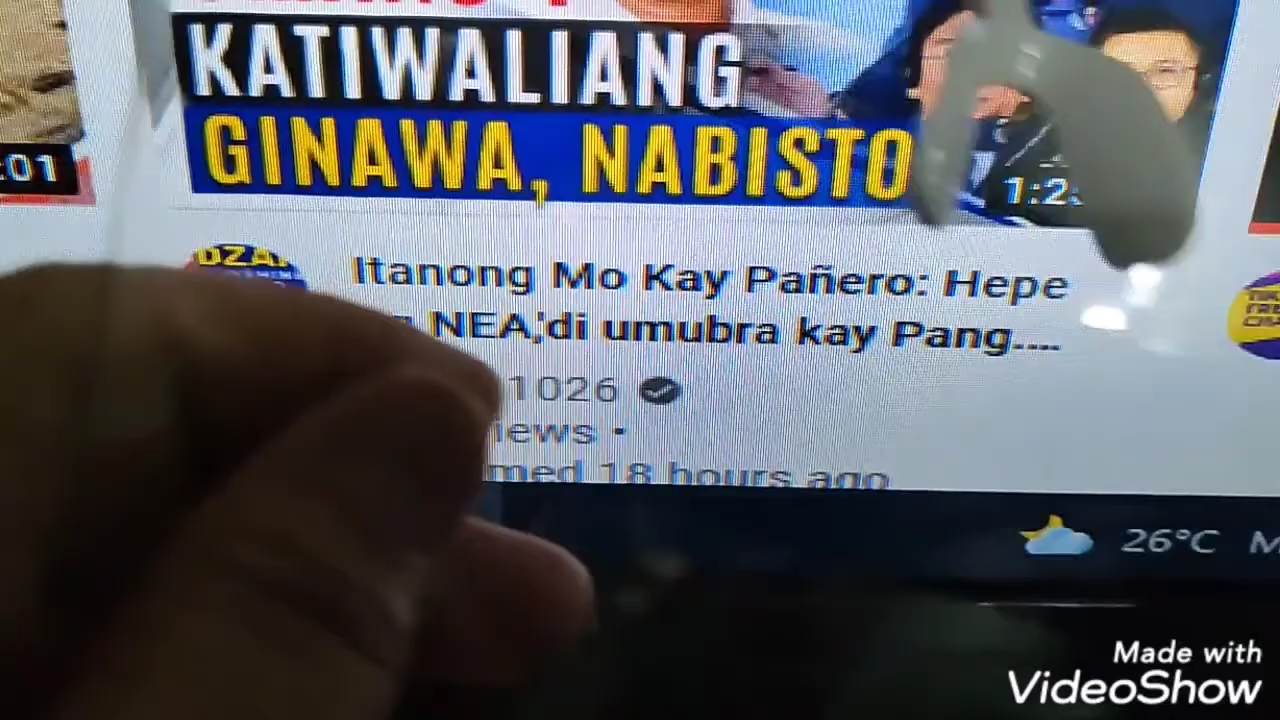 KATIWALIANG
GINAWA, NABISTO
:01
1:2
DZA
Itanong Mo Kay Pañero: Hepe
NEA,'di umubra kay Pang....
1026
iews •
med 18 hours ago
26°C M
Made with
VideoShow